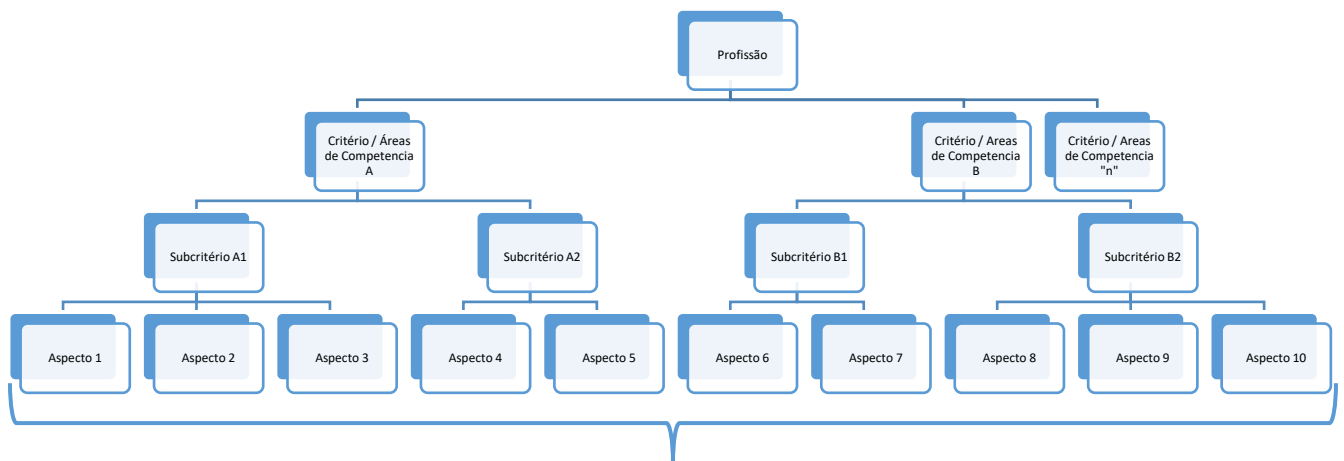 Profissão
Critério / Áreas
de Competencia
A
Critério / Areas
de Competencia
B
Critério / Areas
de Competencia
"n"
Subcritério A1
Subcritério A2
Subcritério B1
Subcritério B2
Aspecto 1
Aspecto 2
Aspecto 3
Aspecto 4
Aspecto 5
Aspecto 6
Aspecto 7
Aspecto 8
Aspecto 9
Aspecto 10